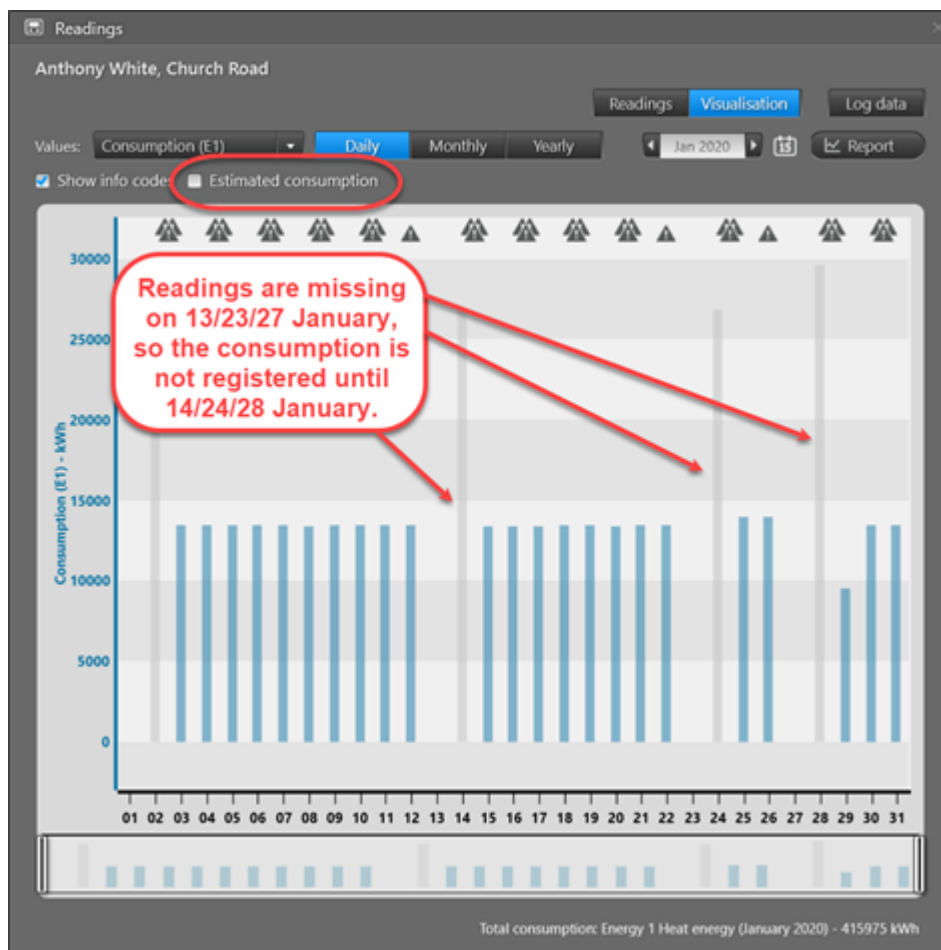 Readings
Anthony White, Church Road
Readings Visualisation Log data
Values: Consumption (E1) Daily Monthly Yearly Jan 2020 15 Report
Show info codes Estimated consumption
30000
25000
20000
15000
10000
5000
0
Consumption (E1) - kWh
Readings are missing
on 13/23/27 January,
so the consumption is
not registered until
14/24/28 January.
01 02 03 04 05 06 07 08 09 10 11 12 13 14 15 16 17 18 19 20 21 22 23 24 25 26 27 28 29 30 31
Total consumption: Energy 1 Heat energy (January 2020) - 415975 kWh